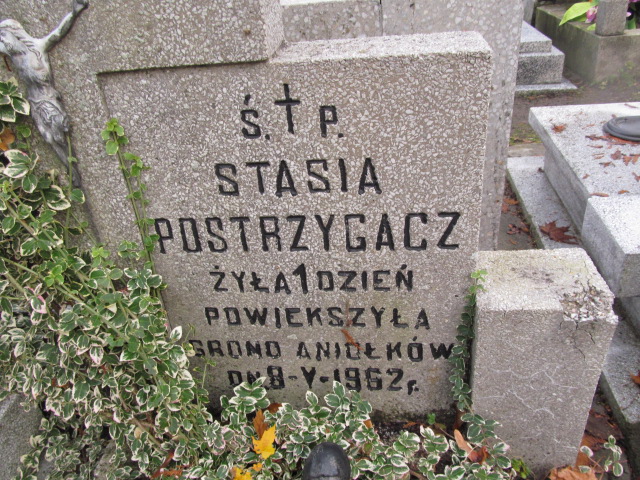 Ś. † P.
STASIA
POSTRZYGACZ
ŻYŁA 1 DZIEŃ
POWIEKSZYŁA
GRONO ANIOŁKÓW
DN. 8-V-1962 r.